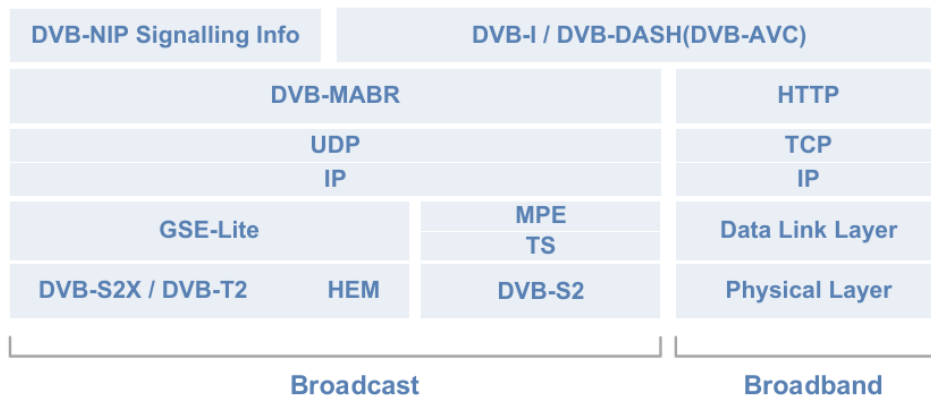 DVB-NIP Signalling Info
DVB-I / DVB-DASH(DVB-AVC)
DVB-MABR
HTTP
UDP
TCP
IP
IP
GSE-Lite
MPE
TS
Data Link Layer
DVB-S2X / DVB-T2
HEM
DVB-S2
Physical Layer
Broadcast
Broadband